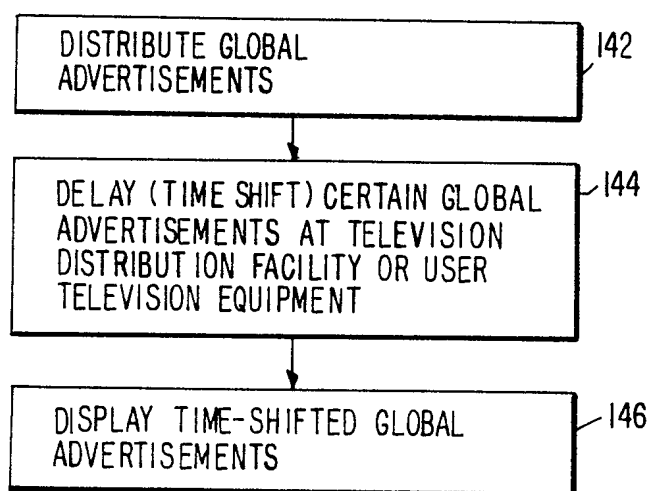 DISTRIBUTE GLOBAL
ADVERTISEMENTS
142
DELAY (TIME SHIFT) CERTAIN GLOBAL
ADVERTISEMENTS AT TELEVISION
DISTRIBUTION FACILITY OR USER
TELEVISION EQUIPMENT
144
DISPLAY TIME-SHIFTED GLOBAL
ADVERTISEMENTS
146